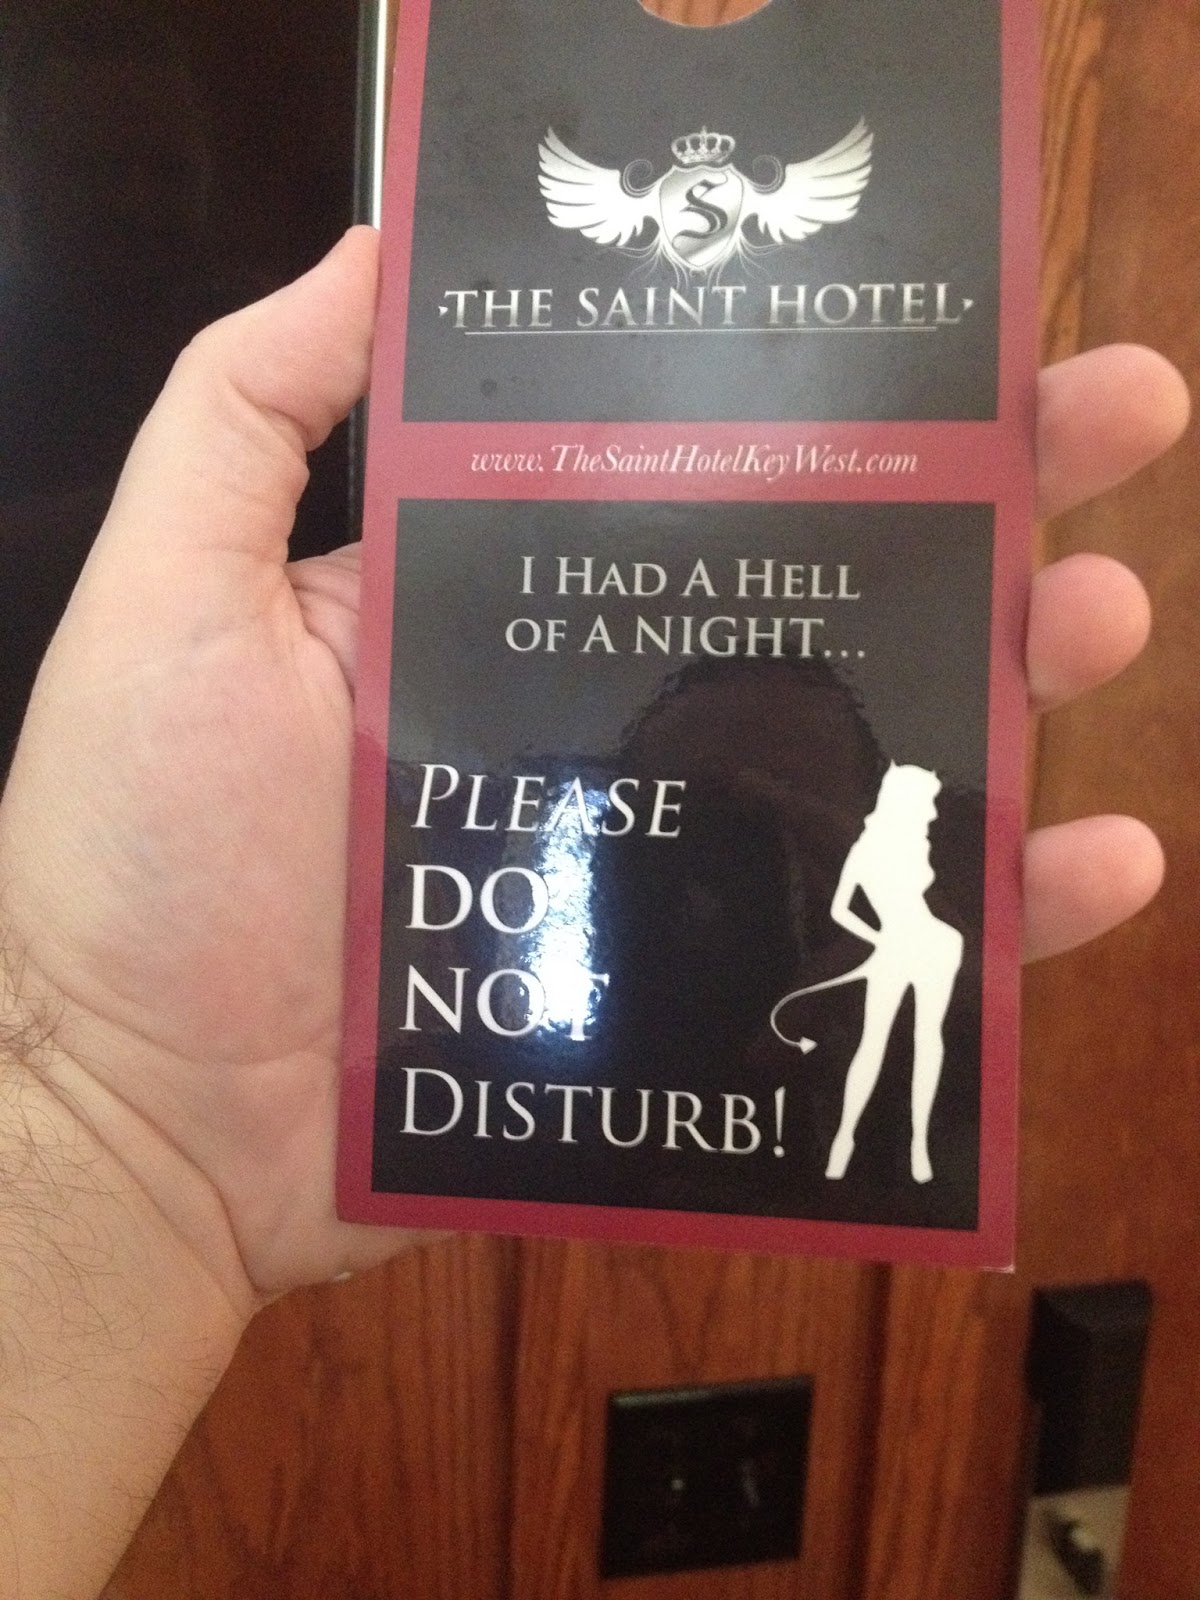 S
THE SAINT HOTEL
www.TheSaintHotelKeyWest.com
I HAD A HELL
OF A NIGHT...
PLEASE
DO
NOT
DISTURB!